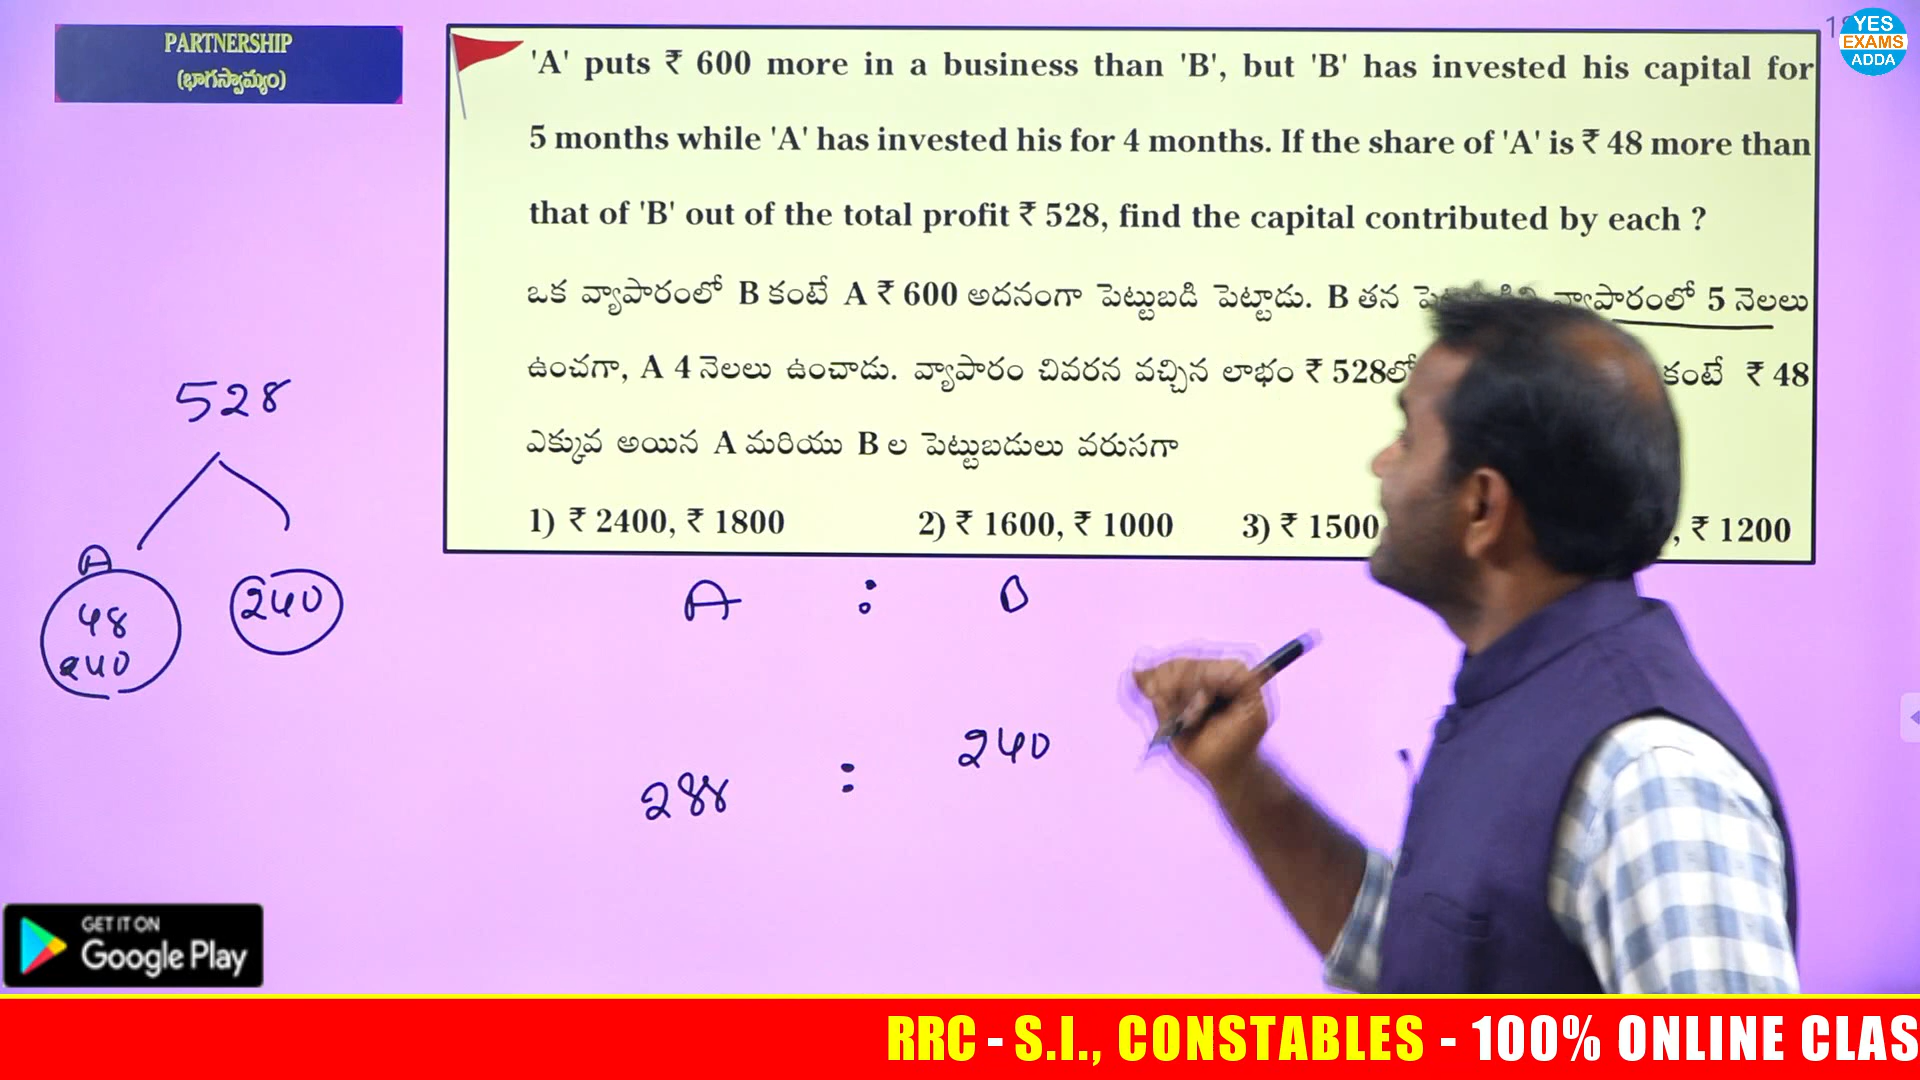 PARTNERSHIP
(భాగస్వామ్యం)
YES
EXAMS
ADDA
'A' puts ₹ 600 more in a business than 'B', but 'B' has invested his capital for
5 months while 'A' has invested his for 4 months. If the share of 'A' is ₹ 48 more than
that of 'B' out of the total profit ₹ 528, find the capital contributed by each ?
ఒక వ్యాపారంలో B కంటే A ₹ 600 అదనంగా పెట్టుబడి పెట్టాడు. B తన వ్యాపారంలో 5 నెలలు
ఉంచగా, A 4 నెలలు ఉంచాడు. వ్యాపారం చివరన వచ్చిన లాభం ₹ 528లో కంటే ₹ 48
ఎక్కువ అయిన A మరియు B ల పెట్టుబడులు వరుసగా
1) ₹ 2400, ₹ 1800 2) ₹ 1600, ₹ 1000 3) ₹ 1500 , ₹ 1200
528
A
48
240
240
A : B
288 : 240
GET IT ON
Google Play
RRC - S.I., CONSTABLES - 100% ONLINE CLAS